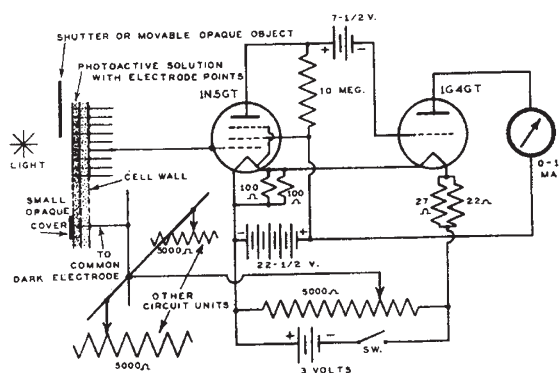 7-1/2 V.
SHUTTER OR MOVABLE OPAQUE OBJECT
+
−
PHOTOACTIVE SOLUTION
WITH ELECTRODE POINTS
1N5GT
10 MEG.
1G4GT
LIGHT
0-1
MA
CELL WALL
100
Ω
100
Ω
27
Ω
22Ω
SMALL
OPAQUE
COVER
−
+
22-1/2 V.
TO
COMMON
DARK ELECTRODE
5000Ω
5000Ω
OTHER
CIRCUIT UNITS
+
−
SW.
5000Ω
3 VOLTS